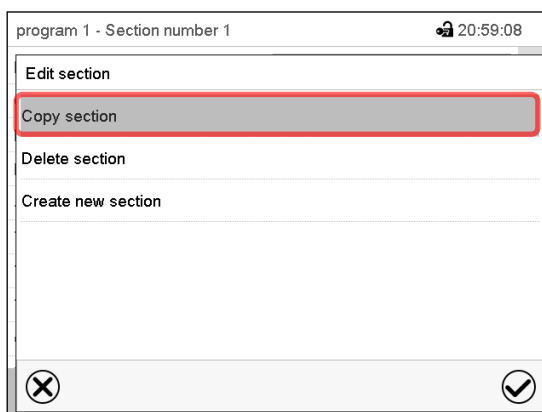 program 1 - Section number 1 20:59:08
Edit section
Copy section
Delete section
Create new section